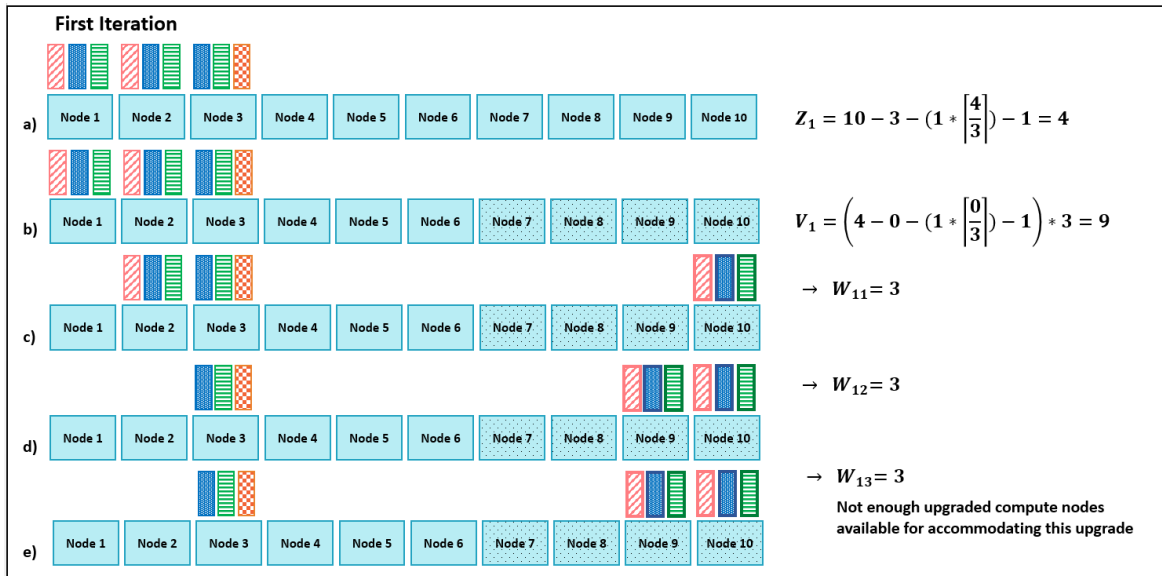 First Iteration
a) Node 1 Node 2 Node 3 Node 4 Node 5 Node 6 Node 7 Node 8 Node 9 Node 10 Z₁ = 10 − 3 − (1 * ⌈4/3⌉) − 1 = 4
b) Node 1 Node 2 Node 3 Node 4 Node 5 Node 6 Node 7 Node 8 Node 9 Node 10 V₁ = (4 − 0 − (1 * ⌈0/3⌉) − 1) * 3 = 9
→ W₁₁ = 3
c) Node 1 Node 2 Node 3 Node 4 Node 5 Node 6 Node 7 Node 8 Node 9 Node 10
→ W₁₂ = 3
d) Node 1 Node 2 Node 3 Node 4 Node 5 Node 6 Node 7 Node 8 Node 9 Node 10
→ W₁₃ = 3
Not enough upgraded compute nodes
available for accommodating this upgrade
e) Node 1 Node 2 Node 3 Node 4 Node 5 Node 6 Node 7 Node 8 Node 9 Node 10